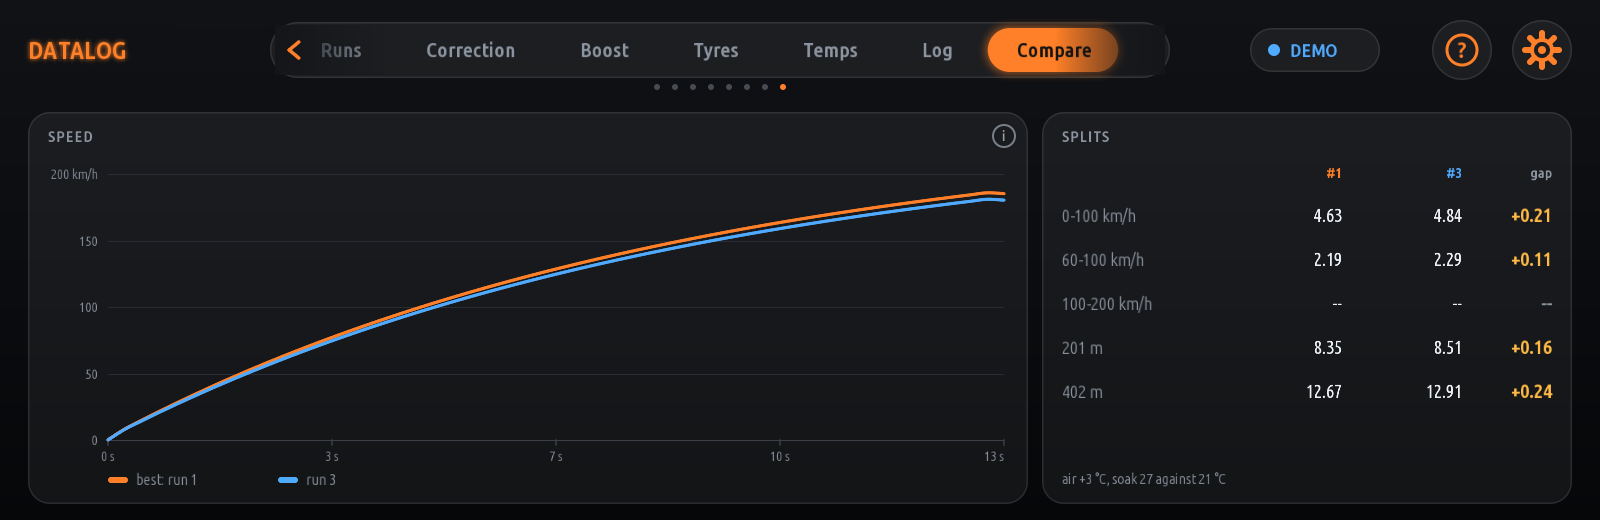 DATALOG
Runs Correction Boost Tyres Temps Log Compare
DEMO
?
SPEED
i
200 km/h
150
100
50
0
0 s 3 s 7 s 10 s 13 s
best: run 1 run 3
SPLITS
#1 #3 gap
0-100 km/h 4.63 4.84 +0.21
60-100 km/h 2.19 2.29 +0.11
100-200 km/h -- -- --
201 m 8.35 8.51 +0.16
402 m 12.67 12.91 +0.24
air +3 °C, soak 27 against 21 °C